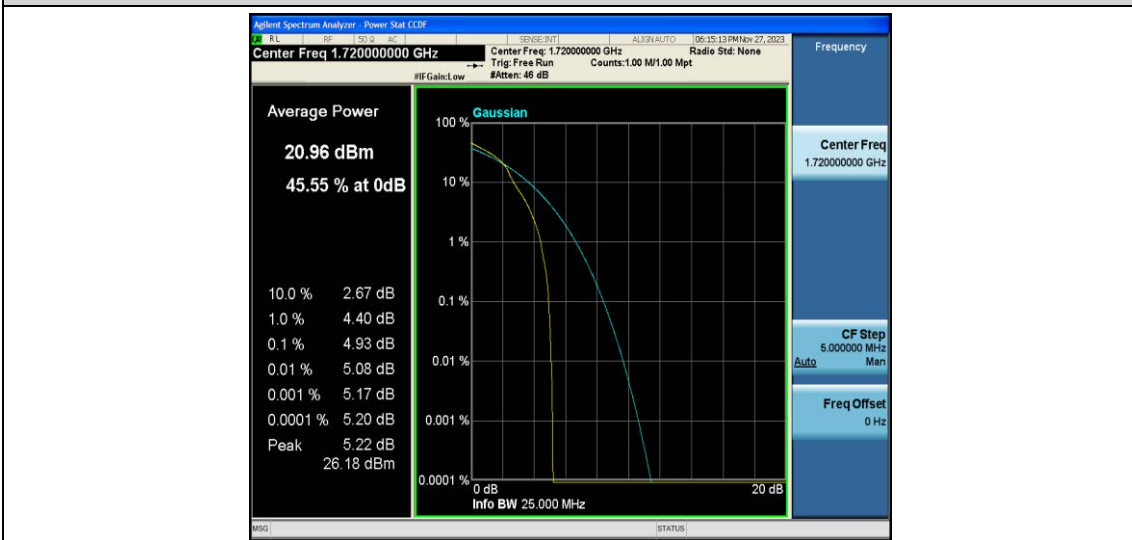 Agilent Spectrum Analyzer - Power Stat CCDF
RL RF 50 Ω AC SENSE:INT ALIGN AUTO 06:15:13 PM Nov 27, 2023
Center Freq 1.720000000 GHz
Center Freq: 1.720000000 GHz Radio Std: None
Trig: Free Run Counts:1.00 M/1.00 Mpt
#IFGain:Low #Atten: 46 dB
Frequency
Average Power
20.96 dBm
45.55 % at 0dB
10.0 % 2.67 dB
1.0 % 4.40 dB
0.1 % 4.93 dB
0.01 % 5.08 dB
0.001 % 5.17 dB
0.0001 % 5.20 dB
Peak 5.22 dB
26.18 dBm
Gaussian
100 %
10 %
1 %
0.1 %
0.01 %
0.001 %
0.0001 %
0 dB 20 dB
Info BW 25.000 MHz
Center Freq
1.720000000 GHz
CF Step
5.000000 MHz
Auto Man
Freq Offset
0 Hz
MSG STATUS